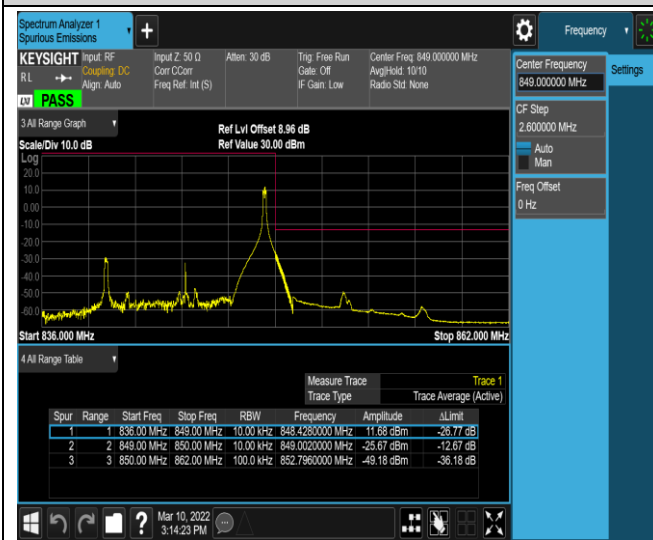 Spectrum Analyzer 1
Spurious Emissions
+
Frequency
KEYSIGHT Input: RF Input Z: 50 Ω Atten: 30 dB Trig: Free Run Center Freq: 849.000000 MHz
RL Coupling: DC Corr CCorr Gate: Off Avg|Hold: 10/10
Align: Auto Freq Ref: Int (S) IF Gain: Low Radio Std: None
PASS
Center Frequency
849.000000 MHz
Settings
CF Step
2.600000 MHz
Auto
Man
Freq Offset
0 Hz
3 All Range Graph
Ref Lvl Offset 8.96 dB
Scale/Div 10.0 dB Ref Value 30.00 dBm
Log
20.0
10.0
0.00
-10.0
-20.0
-30.0
-40.0
-50.0
-60.0
Start 836.000 MHz Stop 862.000 MHz
4 All Range Table
Measure Trace Trace 1
Trace Type Trace Average (Active)
Spur Range Start Freq Stop Freq RBW Frequency Amplitude ΔLimit
1 1 836.00 MHz 849.00 MHz 10.00 kHz 848.4280000 MHz 11.68 dBm -26.77 dB
2 2 849.00 MHz 850.00 MHz 10.00 kHz 849.0020000 MHz -25.67 dBm -12.67 dB
3 3 850.00 MHz 862.00 MHz 100.0 kHz 852.7960000 MHz -49.18 dBm -36.18 dB
?
Mar 10, 2022
3:14:23 PM